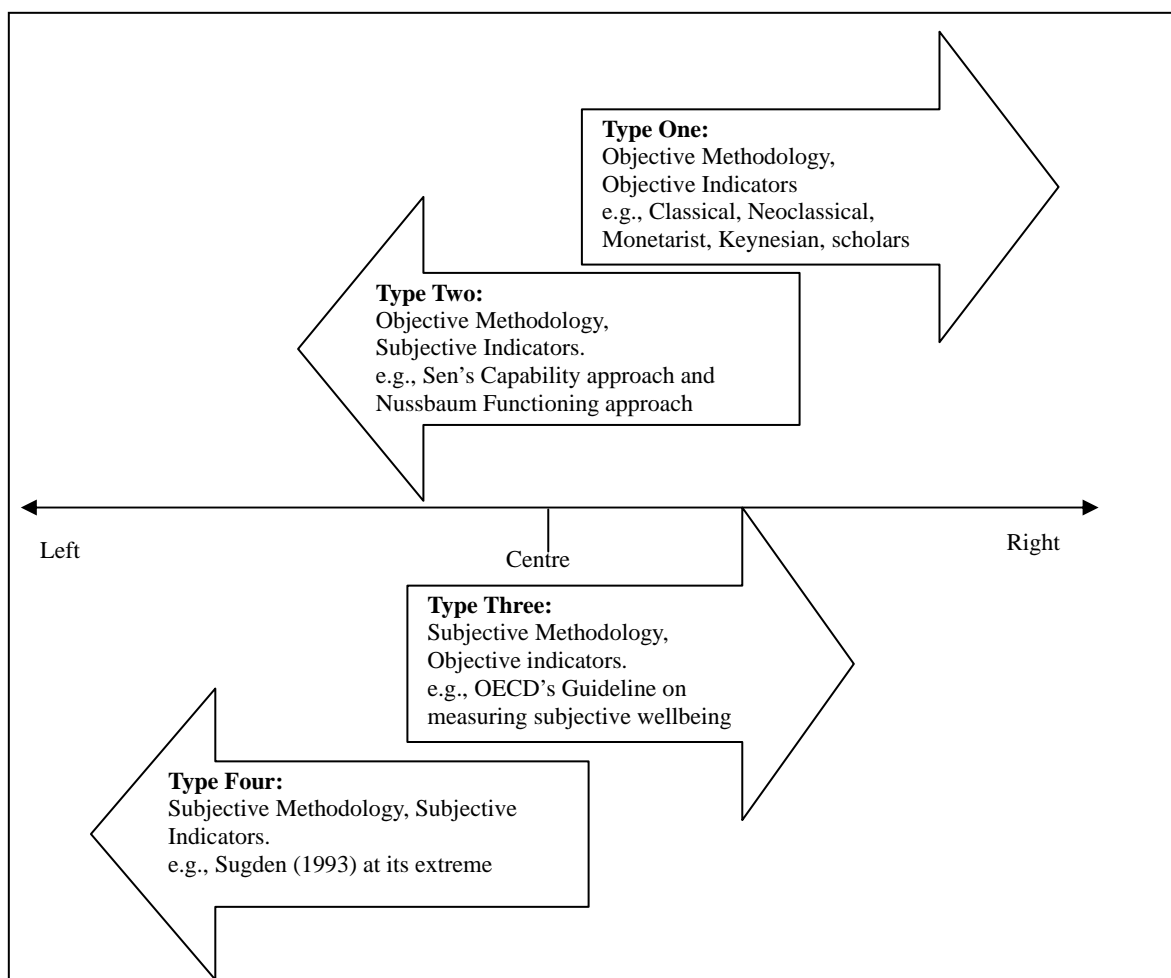 Type One:
Objective Methodology,
Objective Indicators
e.g., Classical, Neoclassical,
Monetarist, Keynesian, scholars
Type Two:
Objective Methodology,
Subjective Indicators.
e.g., Sen’s Capability approach and
Nussbaum Functioning approach
Left
Centre
Right
Type Three:
Subjective Methodology,
Objective indicators.
e.g., OECD’s Guideline on
measuring subjective wellbeing
Type Four:
Subjective Methodology, Subjective
Indicators.
e.g., Sugden (1993) at its extreme